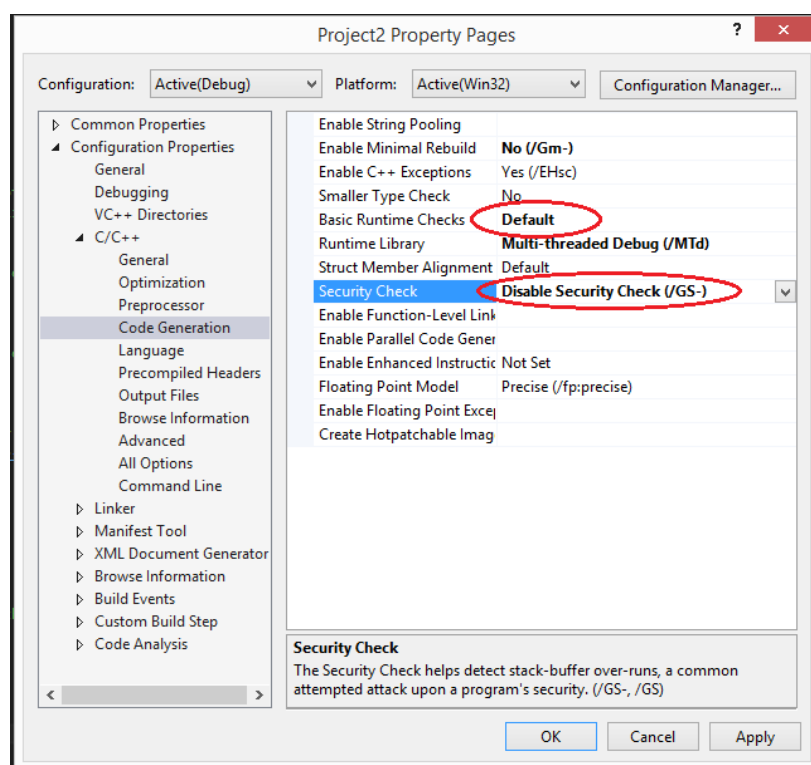 Project2 Property Pages ? ×
Configuration: Active(Debug) Platform: Active(Win32) Configuration Manager...
Common Properties
Configuration Properties
General
Debugging
VC++ Directories
C/C++
General
Optimization
Preprocessor
Code Generation
Language
Precompiled Headers
Output Files
Browse Information
Advanced
All Options
Command Line
Linker
Manifest Tool
XML Document Generator
Browse Information
Build Events
Custom Build Step
Code Analysis
Enable String Pooling
Enable Minimal Rebuild No (/Gm-)
Enable C++ Exceptions Yes (/EHsc)
Smaller Type Check No
Basic Runtime Checks Default
Runtime Library Multi-threaded Debug (/MTd)
Struct Member Alignment Default
Security Check Disable Security Check (/GS-)
Enable Function-Level Link
Enable Parallel Code Gener
Enable Enhanced Instructic Not Set
Floating Point Model Precise (/fp:precise)
Enable Floating Point Excep
Create Hotpatchable Imag
Security Check
The Security Check helps detect stack-buffer over-runs, a common
attempted attack upon a program's security. (/GS-, /GS)
OK Cancel Apply